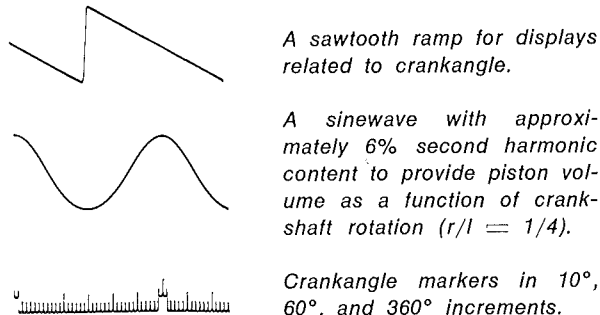 A sawtooth ramp for displays
related to crankangle.
A sinewave with approxi-
mately 6% second harmonic
content to provide piston vol-
ume as a function of crank-
shaft rotation (r/l = 1/4).
Crankangle markers in 10°,
60°, and 360° increments.